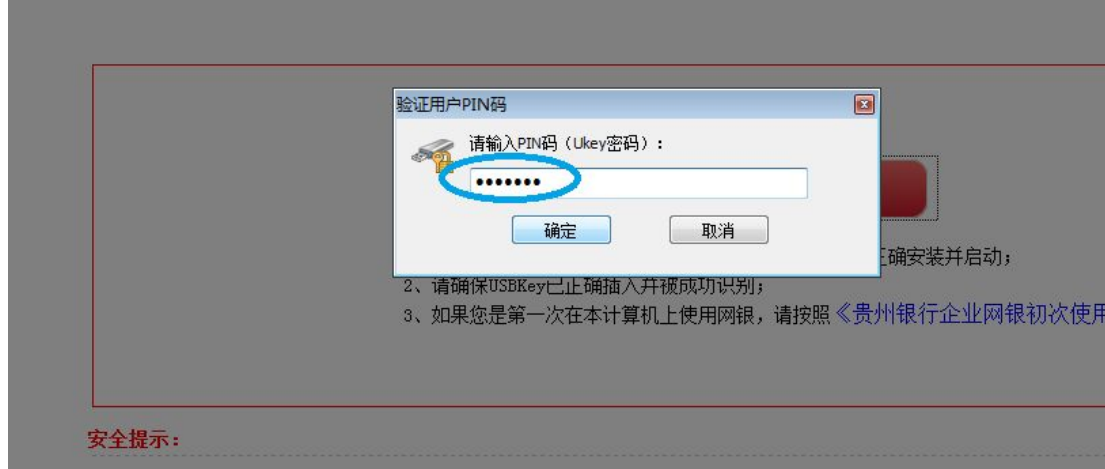 验证用户PIN码
请输入PIN码（Ukey密码）：
•••••••
确定
取消
正确安装并启动；
2、请确保USBKey已正确插入并被成功识别；
3、如果您是第一次在本计算机上使用网银，请按照《贵州银行企业网银初次使用
安全提示：